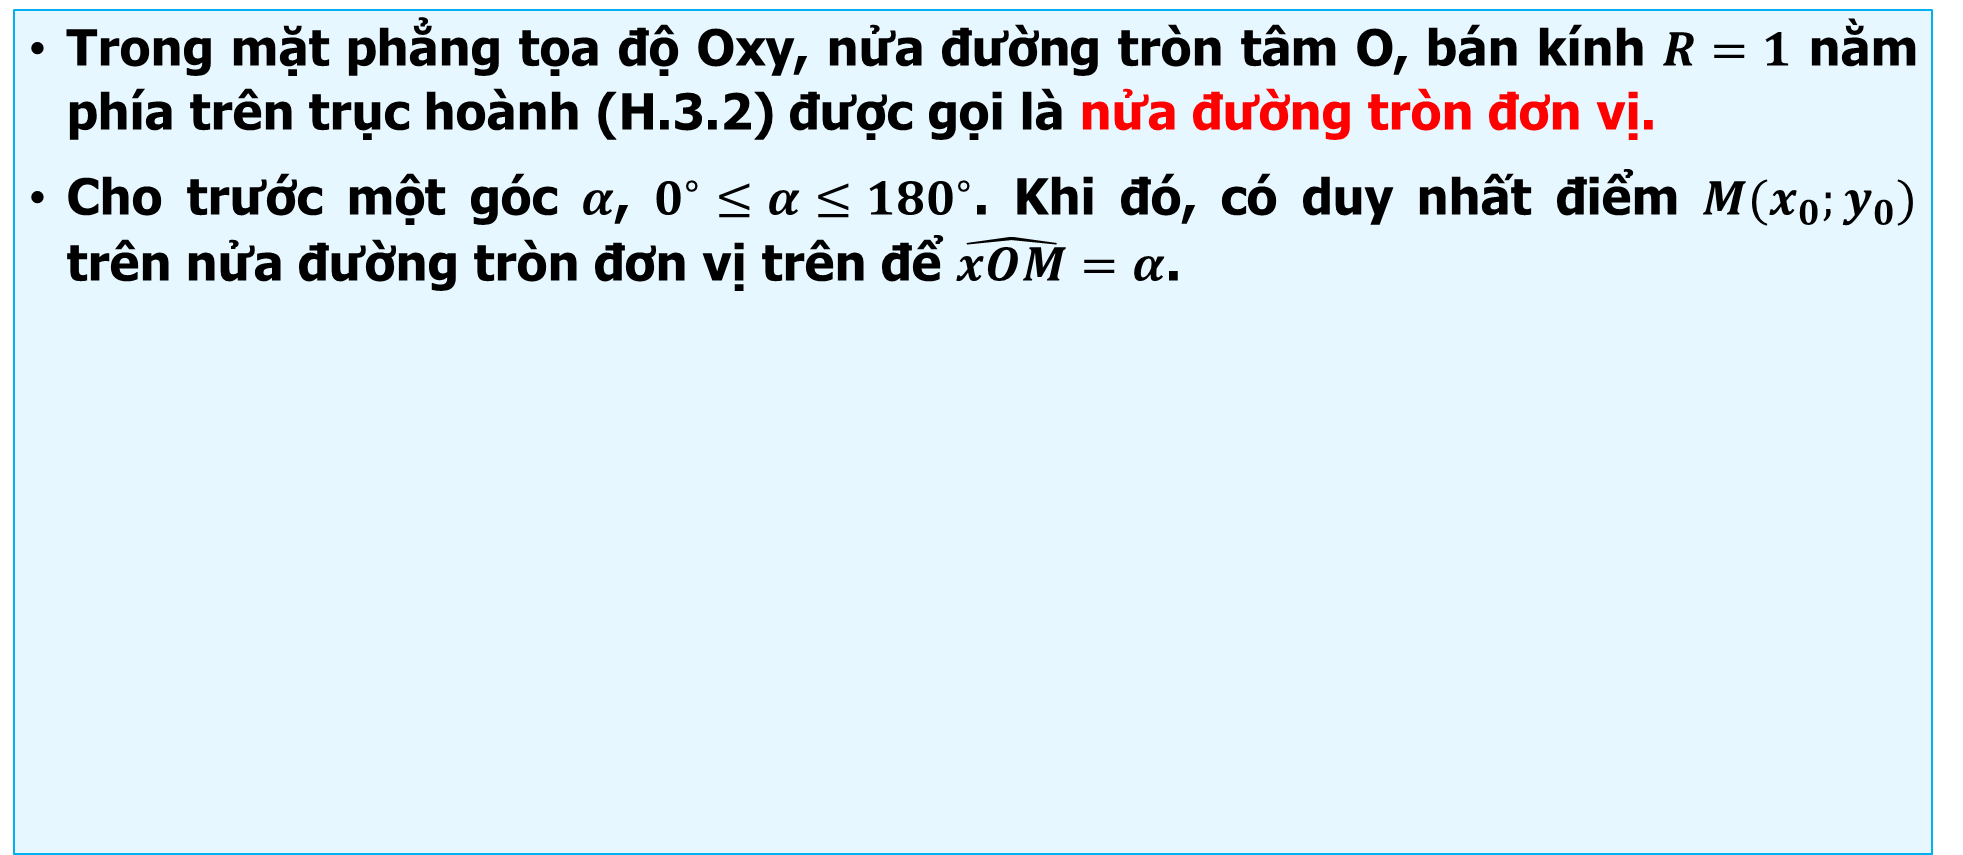 • Trong mặt phẳng tọa độ Oxy, nửa đường tròn tâm O, bán kính R = 1 nằm
phía trên trục hoành (H.3.2) được gọi là nửa đường tròn đơn vị.
• Cho trước một góc α, 0° ≤ α ≤ 180°. Khi đó, có duy nhất điểm M(x₀; y₀)
trên nửa đường tròn đơn vị trên để \widehat{xOM} = α.